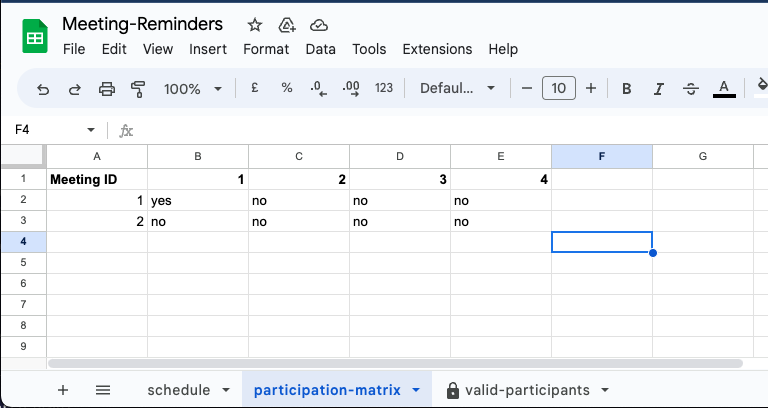 Meeting-Reminders
File Edit View Insert Format Data Tools Extensions Help
100% £ % .0 .00 123 Defaul... − 10 + B I S A
F4 fx
A B C D E F G
1 Meeting ID 1 2 3 4
2 1 yes no no no
3 2 no no no no
4
5
6
7
8
9
+ schedule participation-matrix valid-participants